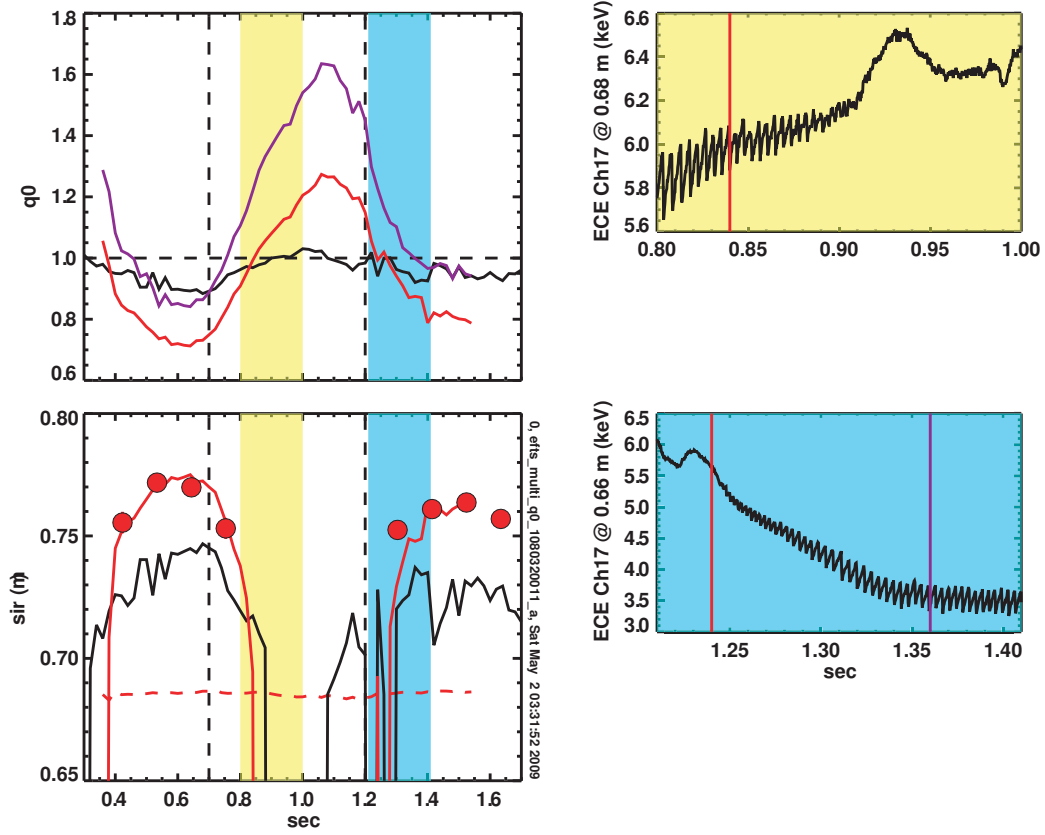 1.8
1.6
1.4
1.2
1.0
0.8
0.6
q0
6.6
6.4
6.2
6.0
5.8
5.6
ECE Ch17 @ 0.68 m (keV)
0.80 0.85 0.90 0.95 1.00
0.80
0.75
0.70
0.65
sir (m)
0.4 0.6 0.8 1.0 1.2 1.4 1.6
sec
0, efts_multi_q0_1080320011_a, Sat May 2 03:31:52 2009
6.5
6.0
5.5
5.0
4.5
4.0
3.5
3.0
ECE Ch17 @ 0.66 m (keV)
1.25 1.30 1.35 1.40
sec